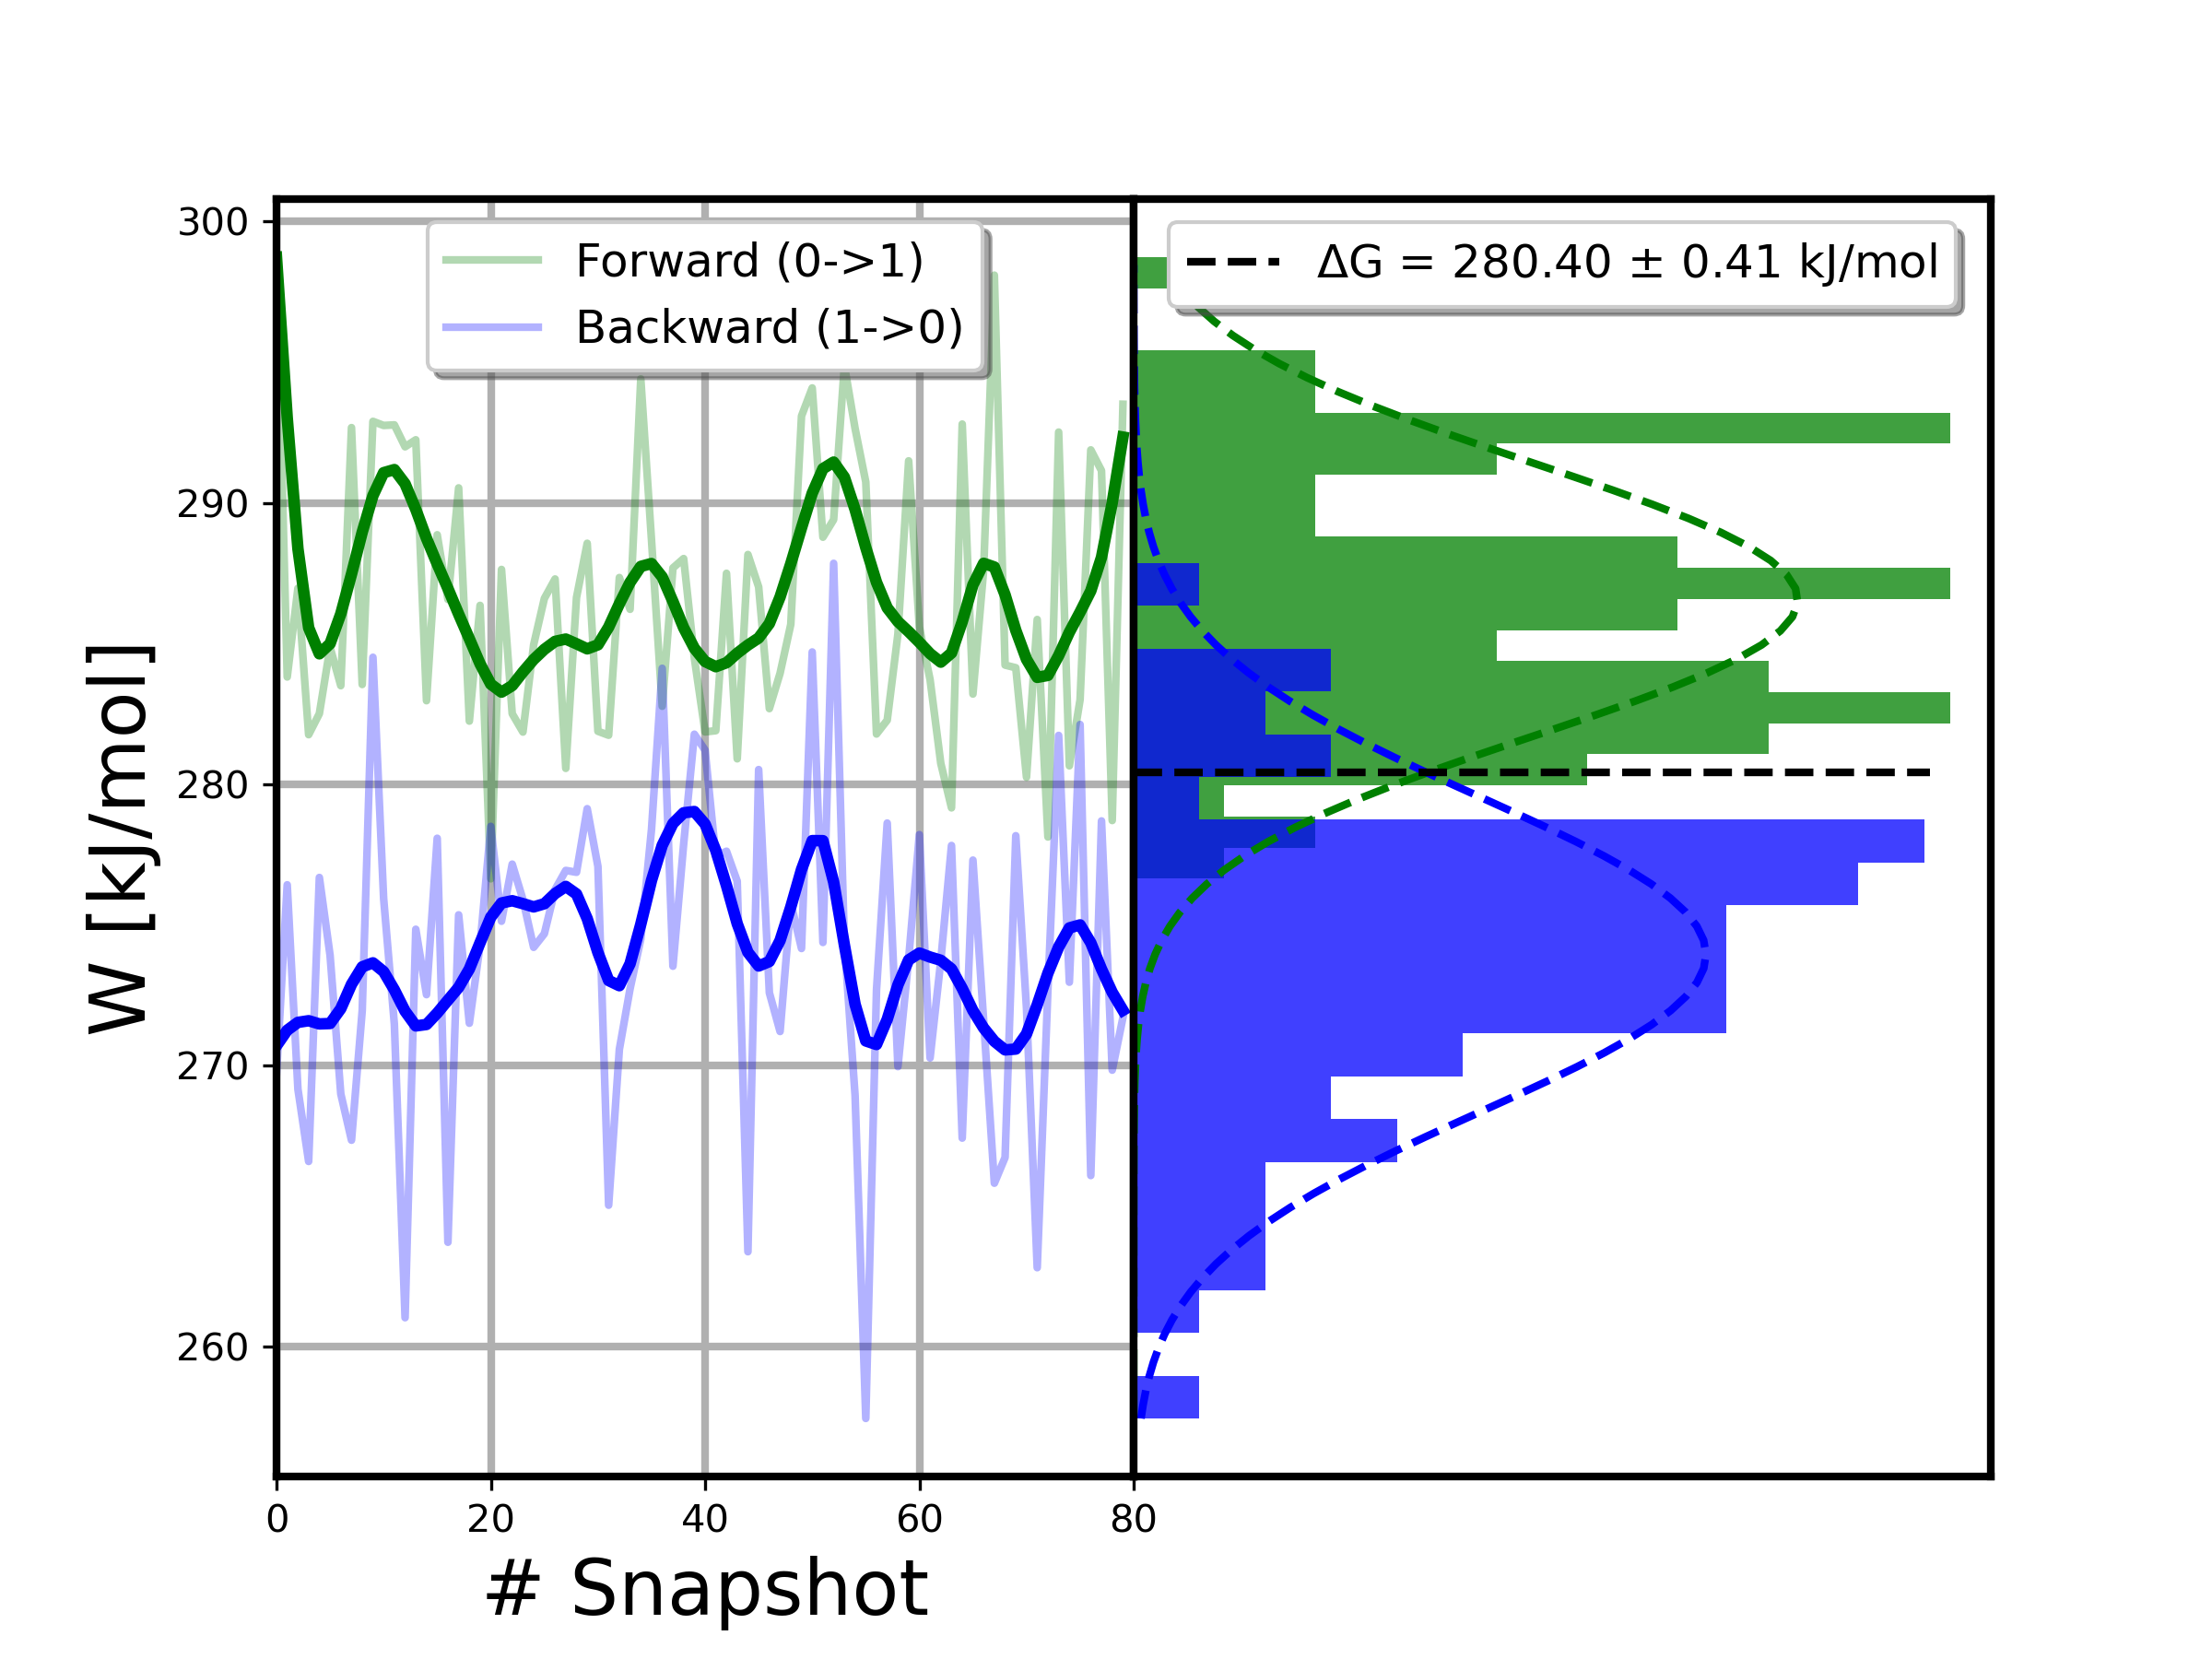 Forward (0->1)
Backward (1->0)
ΔG = 280.40 ± 0.41 kJ/mol
W [kJ/mol]
300
290
280
270
260
0
20
40
60
80
# Snapshot